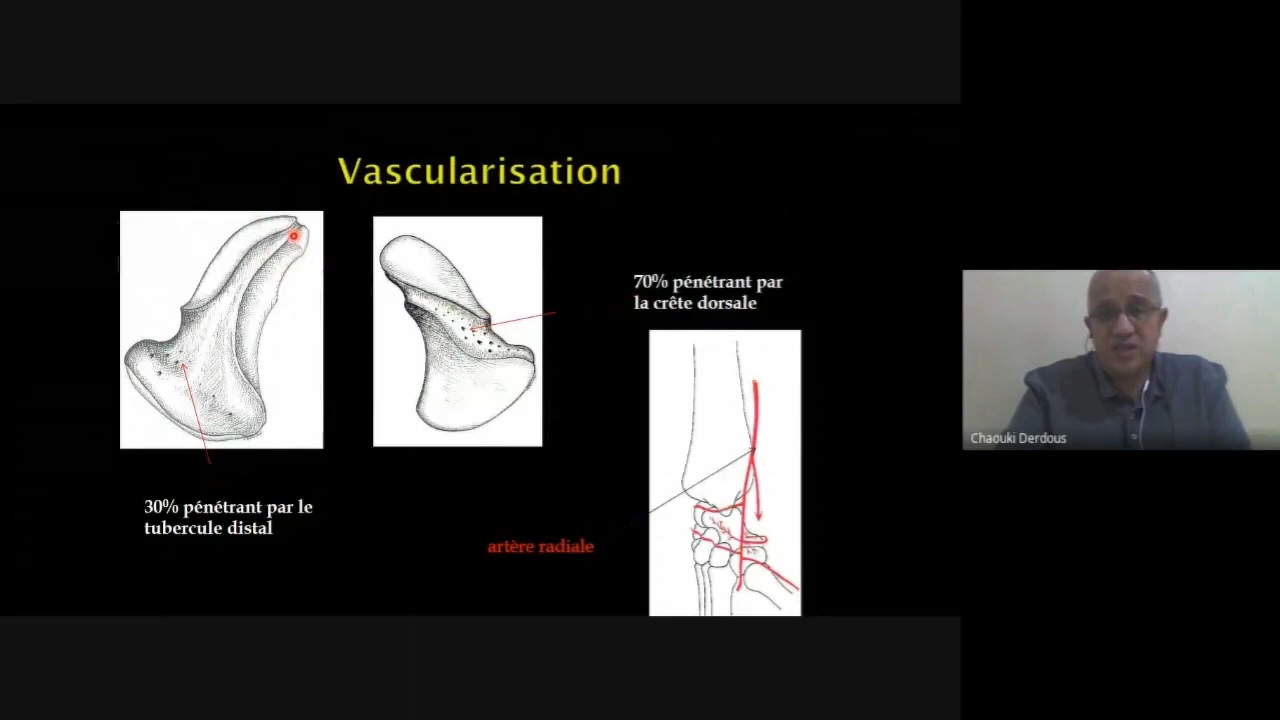 Vascularisation
70% pénétrant par
la crête dorsale
30% pénétrant par le
tubercule distal
artère radiale
Chaouki Derdous